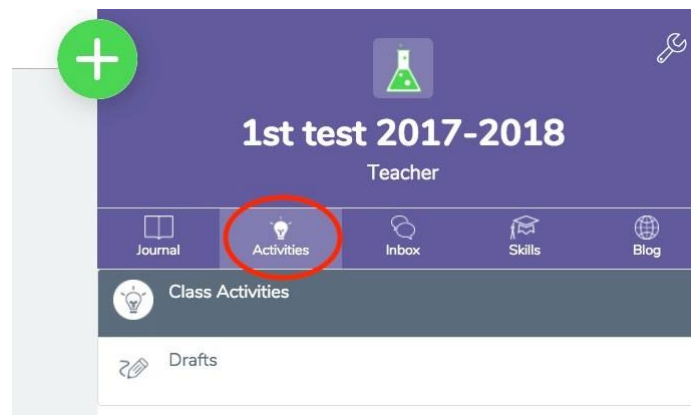 1st test 2017-2018
Teacher
Journal Activities Inbox Skills Blog
Class Activities
Drafts